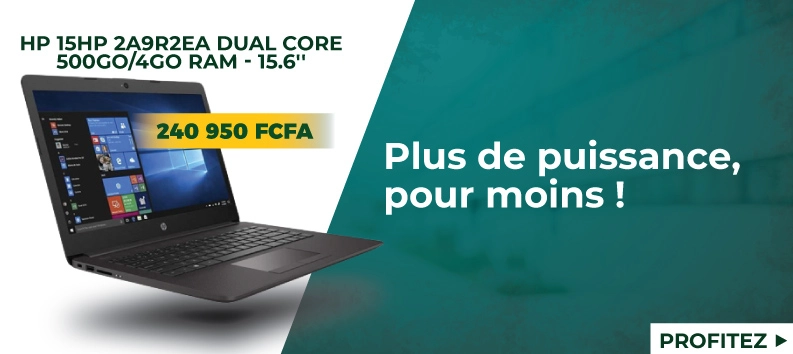 HP 15HP 2A9R2EA DUAL CORE
500GO/4GO RAM - 15.6''
240 950 FCFA
Plus de puissance,
pour moins !
PROFITEZ